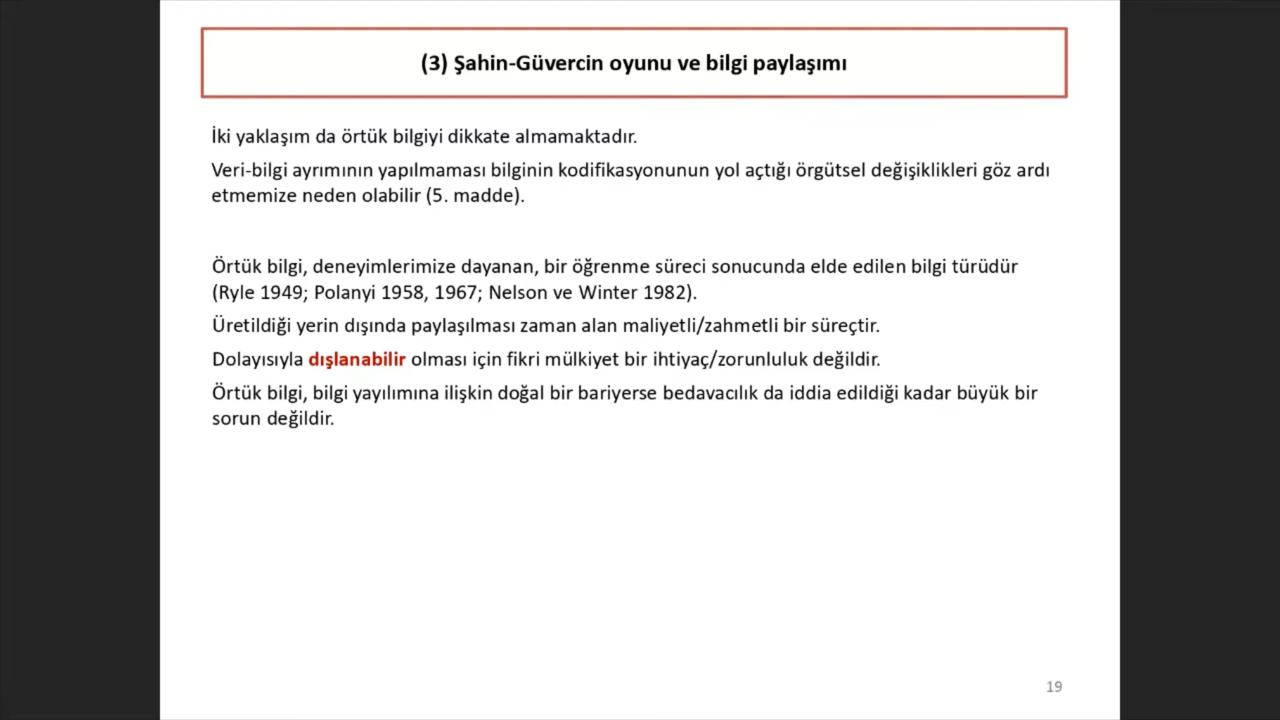 (3) Şahin-Güvercin oyunu ve bilgi paylaşımı
İki yaklaşım da örtük bilgiyi dikkate almamaktadır.
Veri-bilgi ayrımının yapılmaması bilginin kodifikasyonunun yol açtığı örgütsel değişiklikleri göz ardı
etmemize neden olabilir (5. madde).
Örtük bilgi, deneyimlerimize dayanan, bir öğrenme süreci sonucunda elde edilen bilgi türüdür
(Ryle 1949; Polanyi 1958, 1967; Nelson ve Winter 1982).
Üretildiği yerin dışında paylaşılması zaman alan maliyetli/zahmetli bir süreçtir.
Dolayısıyla dışlanabilir olması için fikri mülkiyet bir ihtiyaç/zorunluluk değildir.
Örtük bilgi, bilgi yayılımına ilişkin doğal bir bariyerse bedavacılık da iddia edildiği kadar büyük bir
sorun değildir.
19